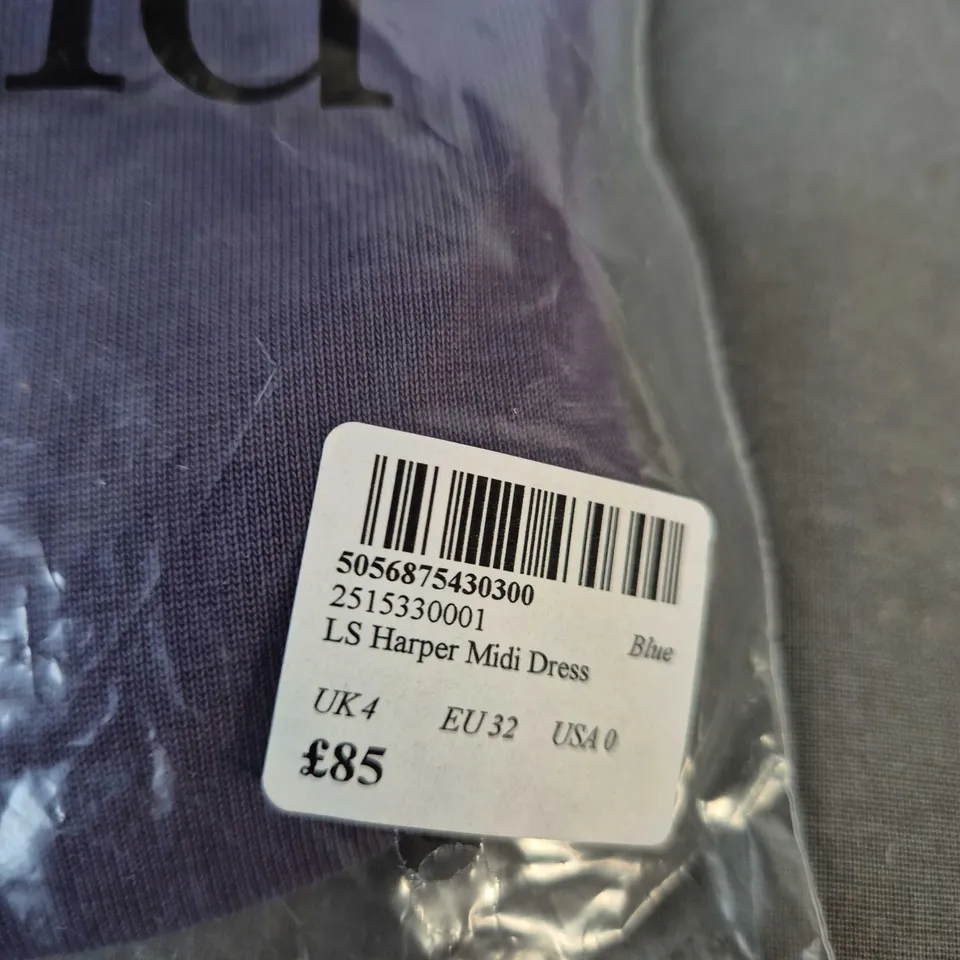 5056875430300
2515330001
LS Harper Midi Dress Blue
UK 4 EU 32 USA 0
£85